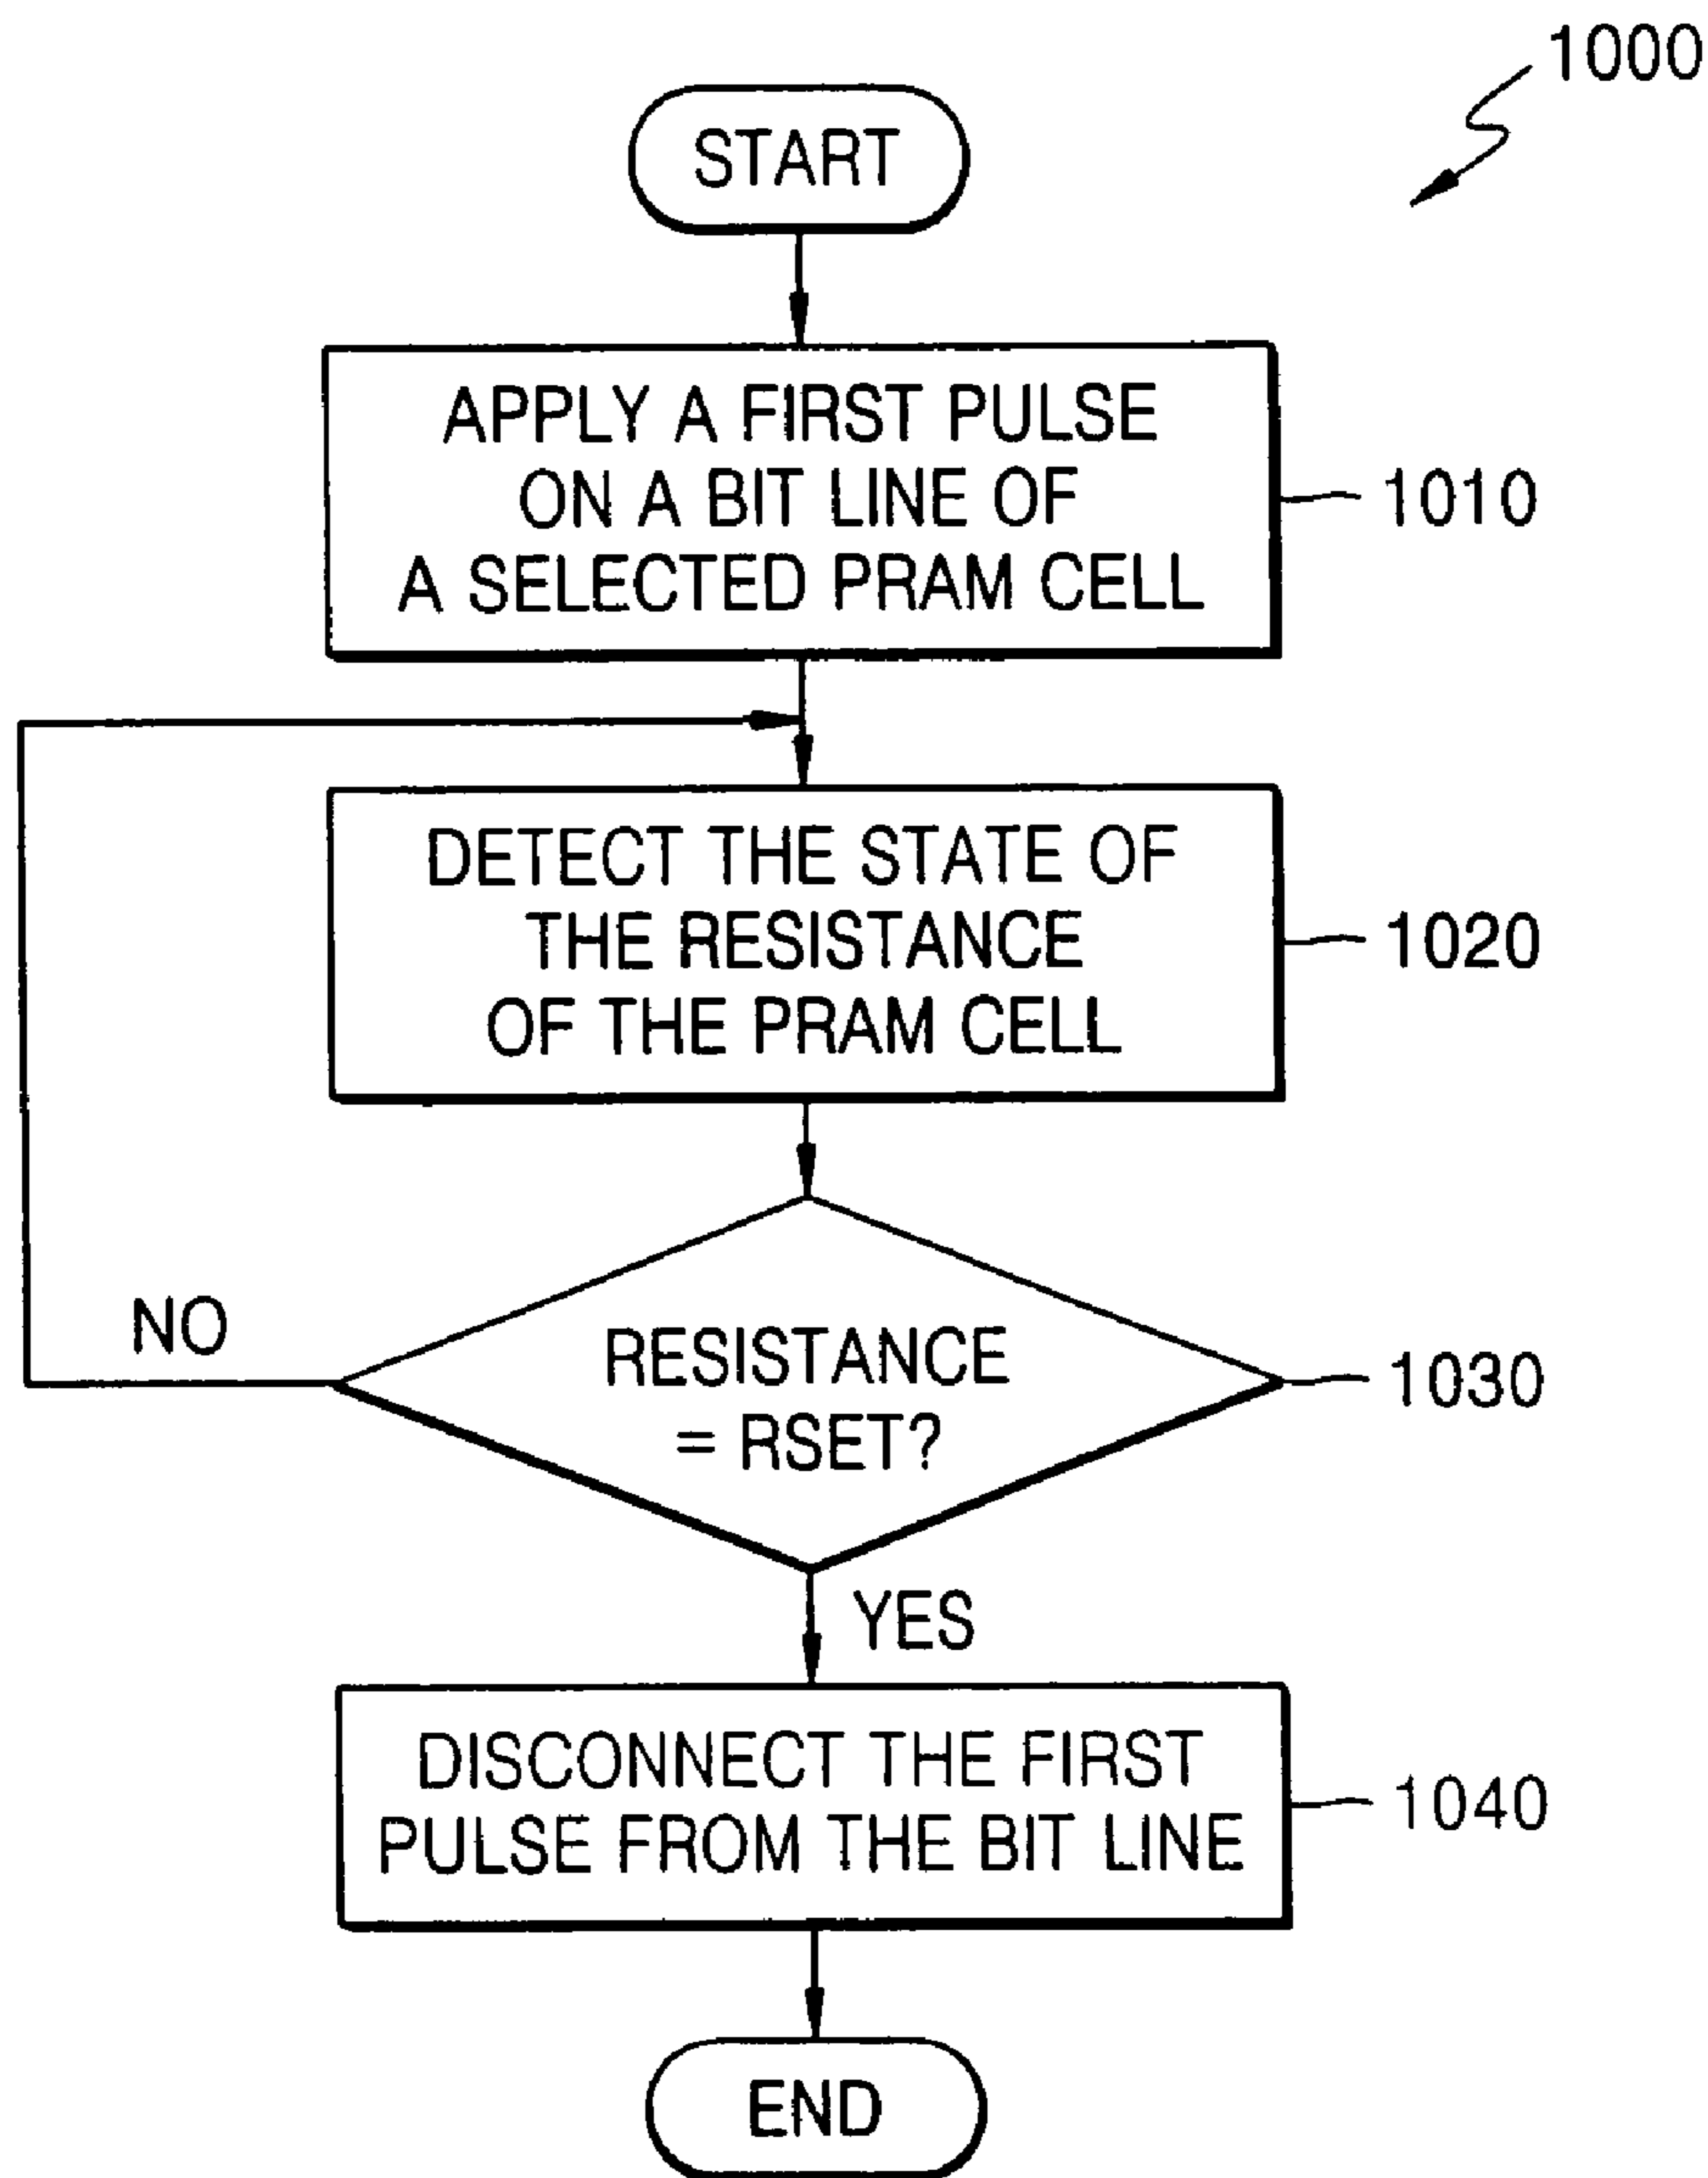 1000
START
APPLY A FIRST PULSE
ON A BIT LINE OF
A SELECTED PRAM CELL
1010
DETECT THE STATE OF
THE RESISTANCE
OF THE PRAM CELL
1020
NO
RESISTANCE
= RSET?
1030
YES
DISCONNECT THE FIRST
PULSE FROM THE BIT LINE
1040
END